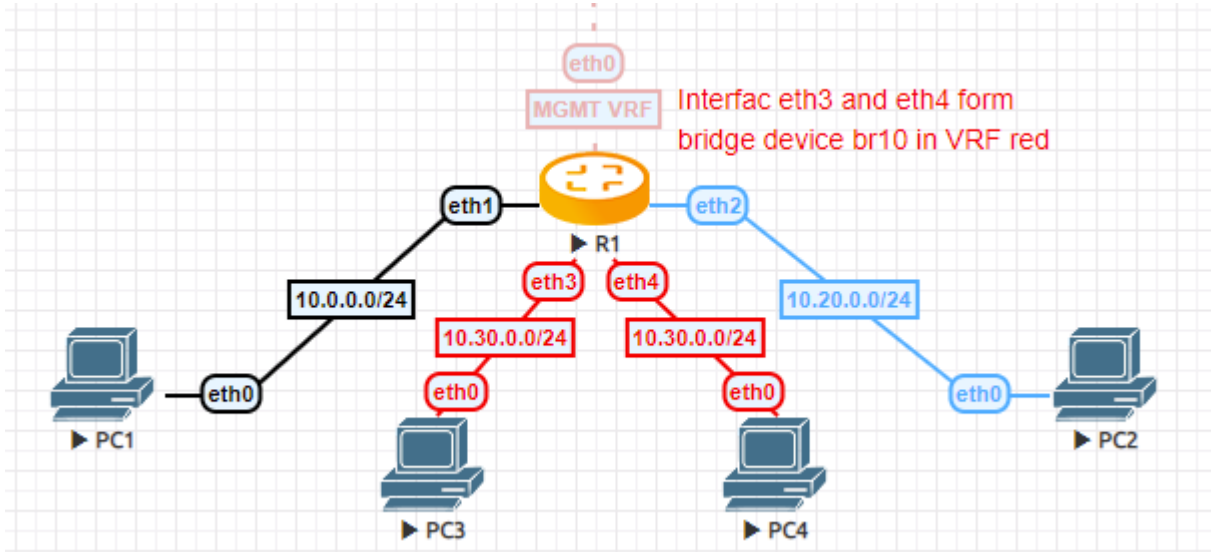 eth0
MGMT VRF
Interfac eth3 and eth4 form
bridge device br10 in VRF red
eth1
eth2
R1
eth3
eth4
10.0.0.0/24
10.20.0.0/24
10.30.0.0/24
10.30.0.0/24
eth0
eth0
eth0
eth0
PC1
PC2
PC3
PC4